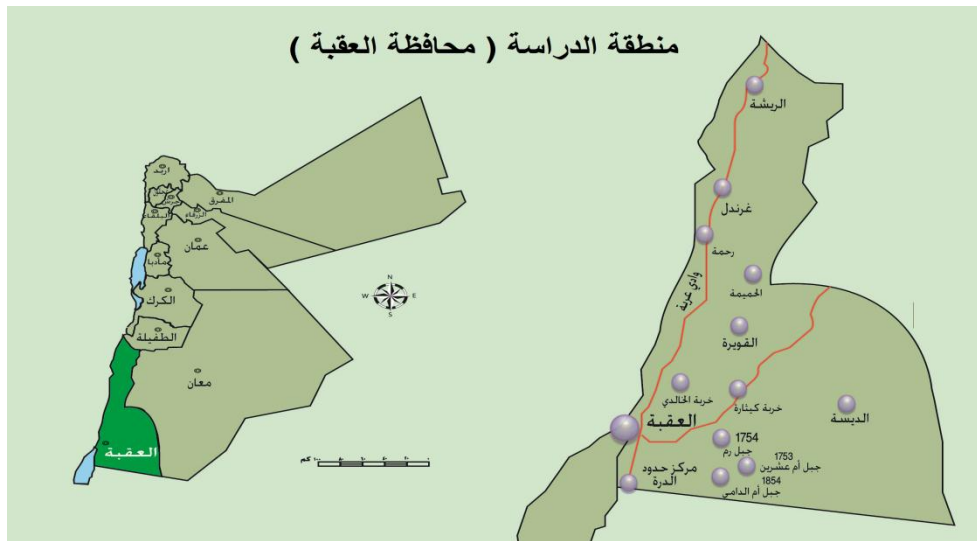 منطقة الدراسة ( محافظة العقبة )
الريشة
غرندل
رحمة
وادي عربة
الحميمة
القويرة
خربة الخالدي
خربة كيثارة
الديسة
العقبة
1754
جبل رم
1753
جبل أم عشرين
1854
جبل أم الدامي
مركز حدود
الدرة
اربد
جرش
المفرق
الزرقاء
البلقاء
عمان
مادبا
الكرك
الطفيلة
معان
العقبة
N
W
E
S
كم